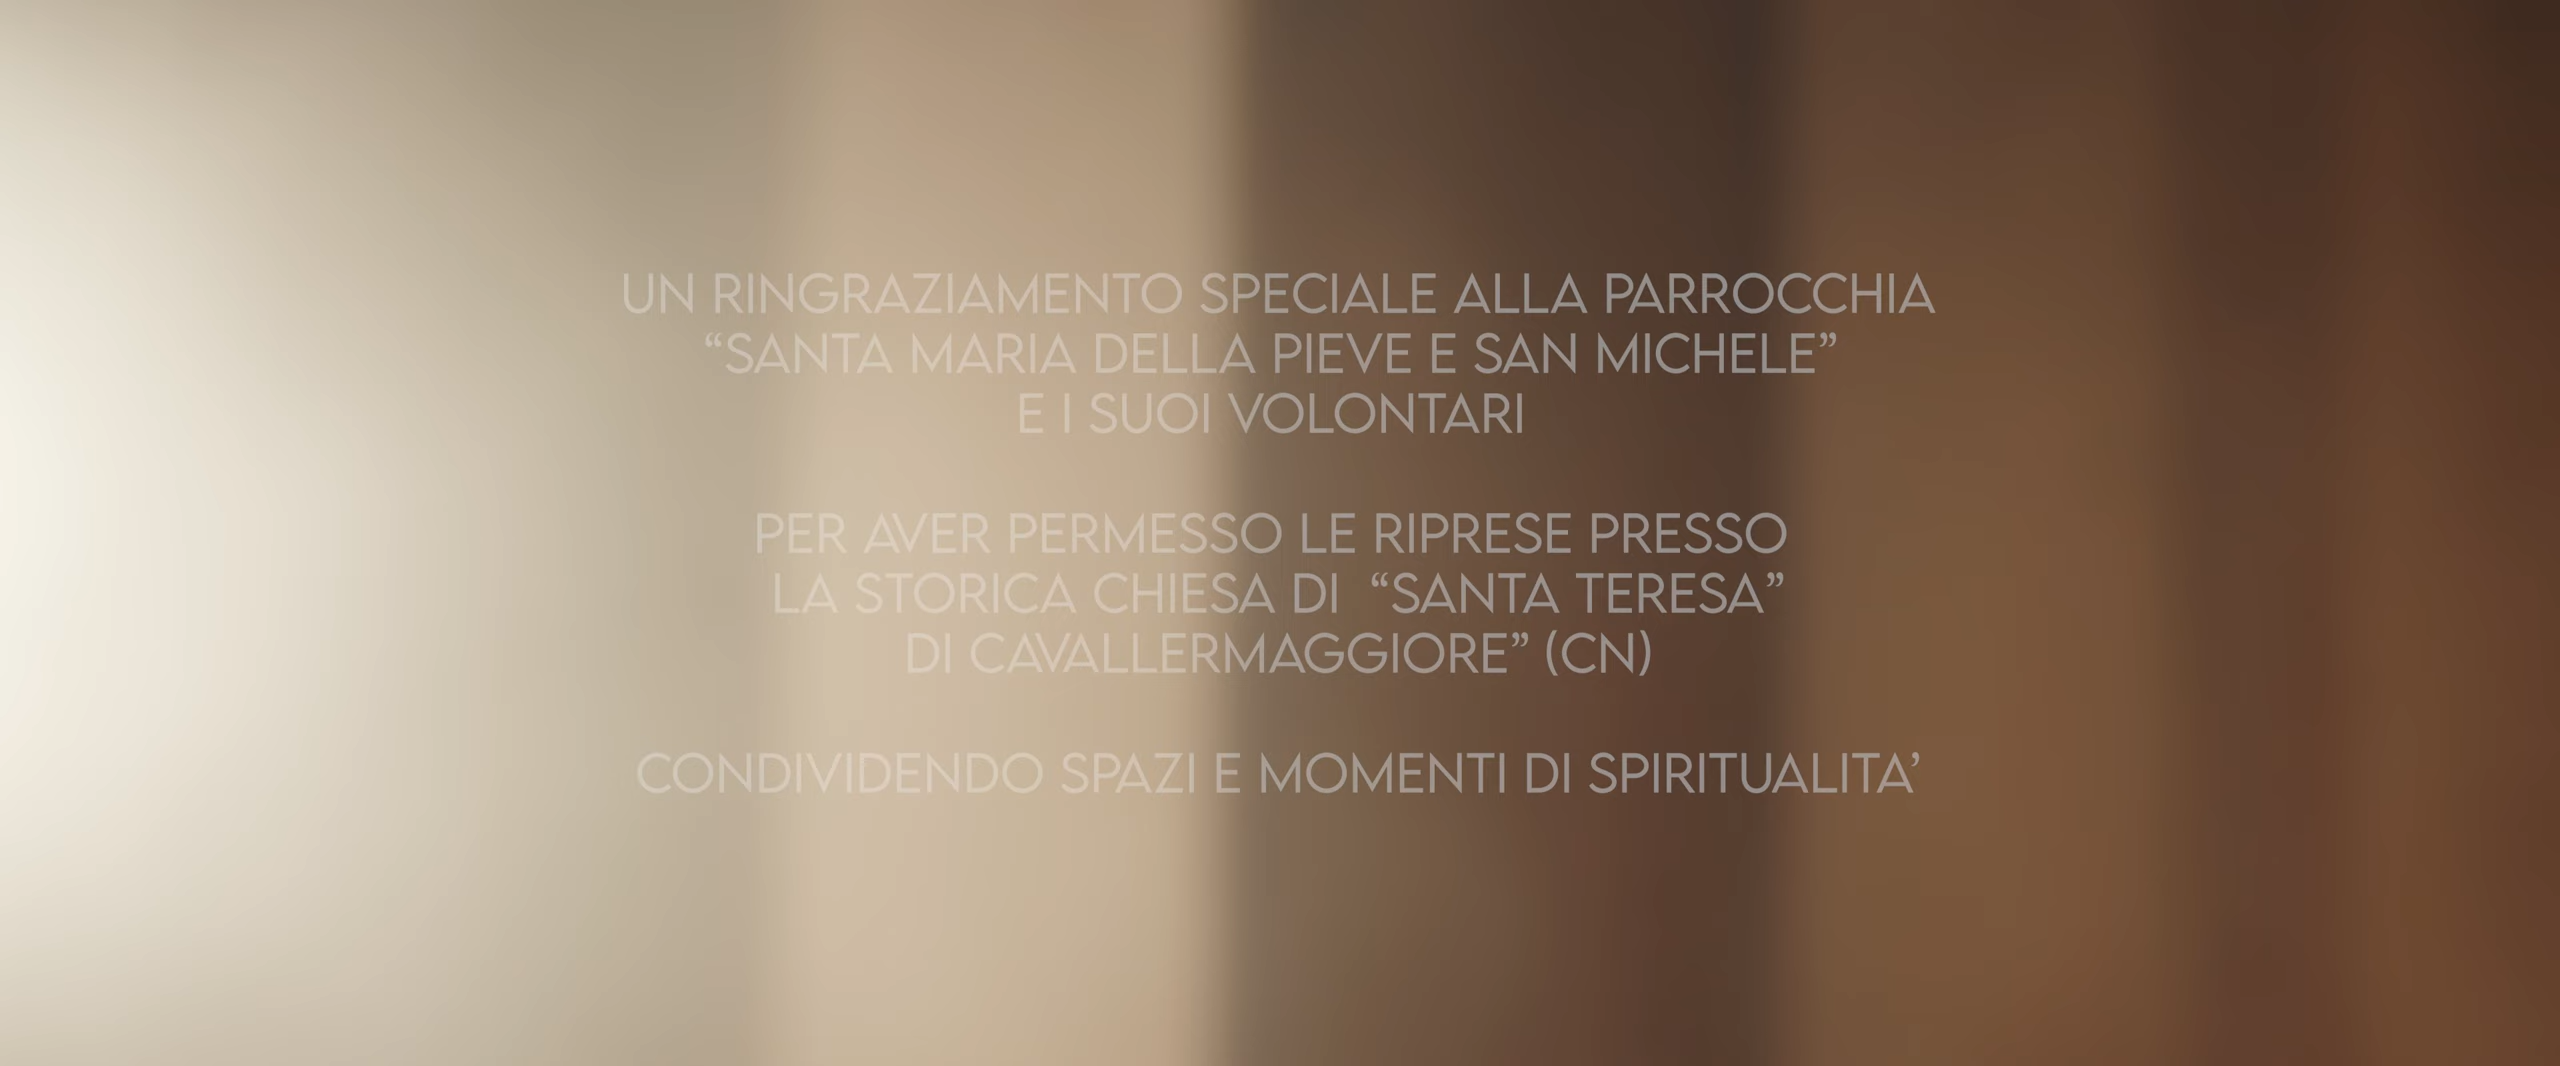 UN RINGRAZIAMENTO SPECIALE ALLA PARROCCHIA
“SANTA MARIA DELLA PIEVE E SAN MICHELE”
E I SUOI VOLONTARI
PER AVER PERMESSO LE RIPRESE PRESSO
LA STORICA CHIESA DI “SANTA TERESA”
DI CAVALLERMAGGIORE” (CN)
CONDIVIDENDO SPAZI E MOMENTI DI SPIRITUALITA’